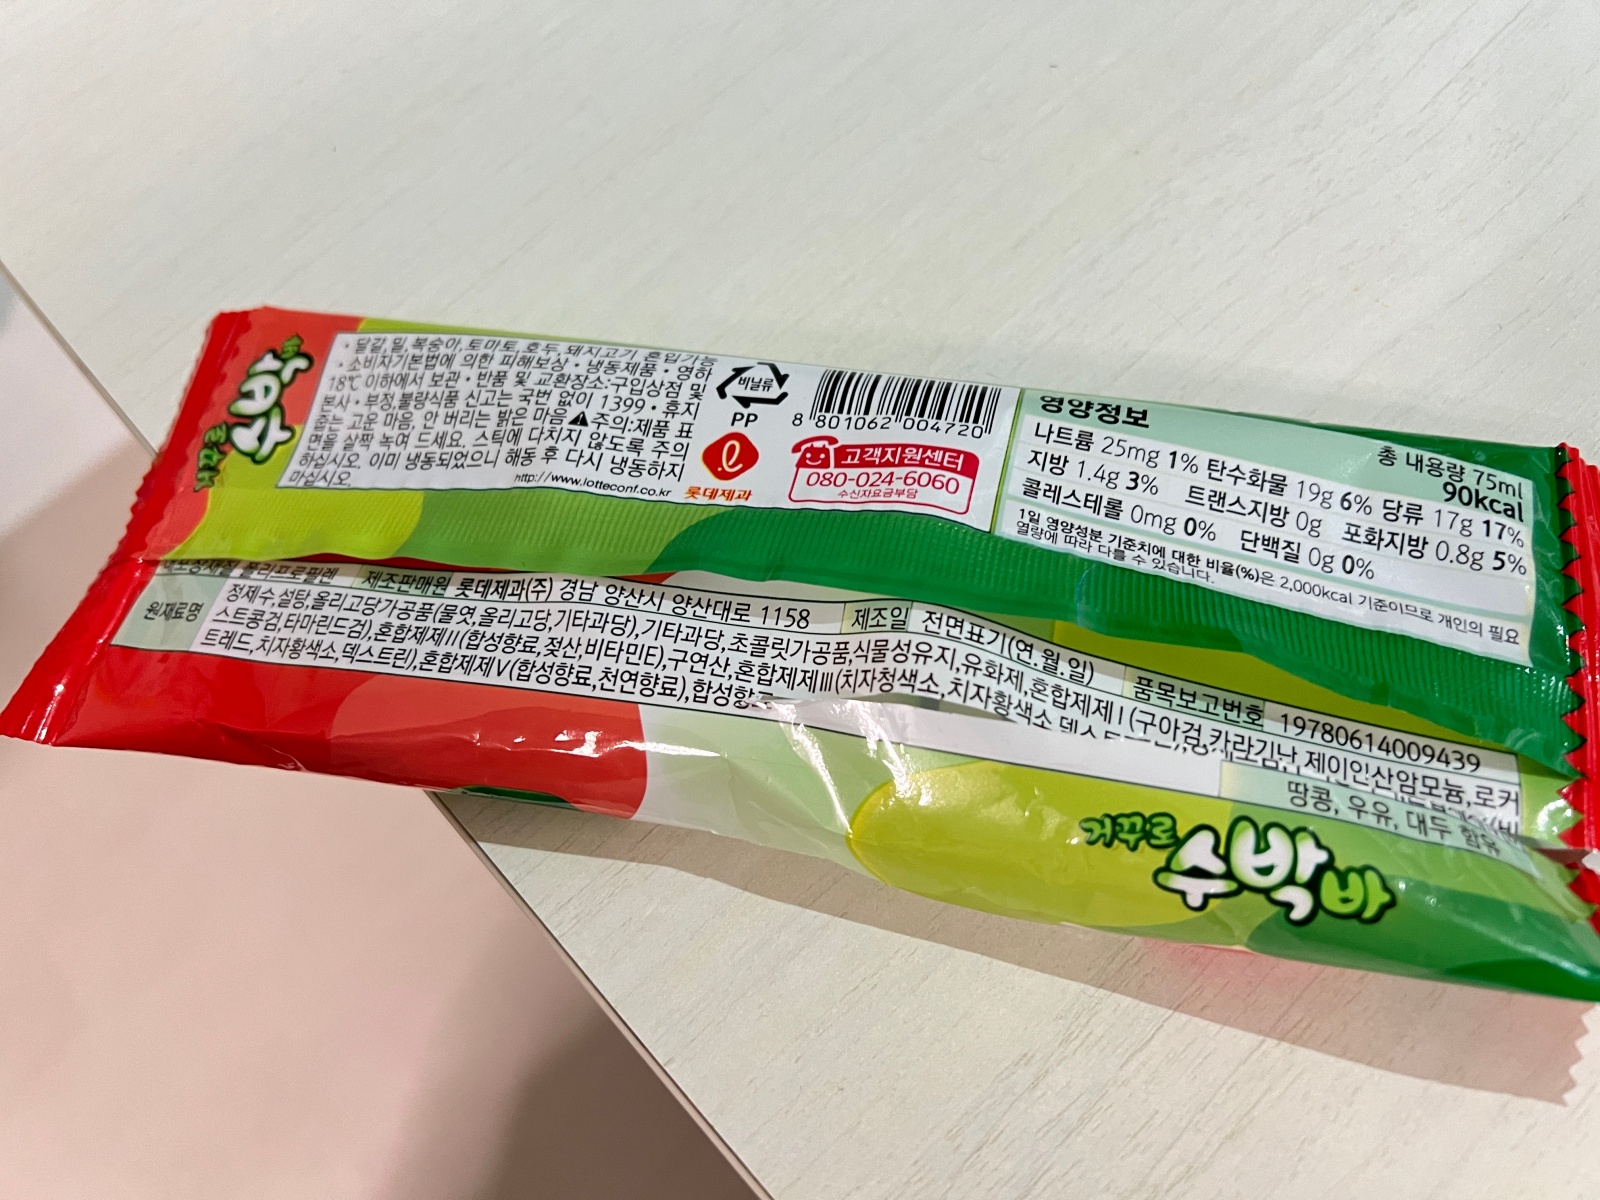 거꾸로
수박바
· 달걀, 밀, 복숭아, 토마토, 호두, 돼지고기 혼입가능
· 소비자기본법에 의한 피해보상 · 냉동제품 · 영하
18℃ 이하에서 보관 · 반품 및 교환장소:구입상점 및
본사 · 부정,불량식품 신고는 국번 없이 1399 · 휴지
줍는 고운 마음, 안 버리는 밝은 마음 주의:제품 표
면을 살짝 녹여 드세요. 스틱에 다치지 않도록 주의
하십시오. 이미 냉동되었으니 해동 후 다시 냉동하지
마십시오.
http://www.lotteconf.co.kr
비닐류
PP
롯데제과
8 801062 004720
고객지원센터
080-024-6060
수신자요금부담
영양정보
총 내용량 75ml
90kcal
나트륨 25mg 1% 탄수화물 19g 6% 당류 17g 17%
지방 1.4g 3% 트랜스지방 0g 포화지방 0.8g 5%
콜레스테롤 0mg 0% 단백질 0g 0%
1일 영양성분 기준치에 대한 비율(%)은 2,000kcal 기준이므로 개인의 필요
열량에 따라 다를 수 있습니다.
폴리프로필렌 제조판매원 롯데제과(주) 경남 양산시 양산대로 1158 제조일 전면표기(연.월.일) 품목보고번호 19780614009439
원재료명 정제수,설탕,올리고당가공품(물엿,올리고당,기타과당),기타과당,초콜릿가공품,식물성유지,유화제,혼합제제Ⅰ(구아검,카라기난,제이인산암모늄,로커
스트콩검,타마린드검),혼합제제Ⅱ(합성향료,젖산,비타민E),구연산,혼합제제Ⅲ(치자청색소,치자황색소
트레드,치자황색소,덱스트린),혼합제제Ⅴ(합성향료,천연향료),합성향료
땅콩, 우유, 대두 함유
거꾸로
수박바